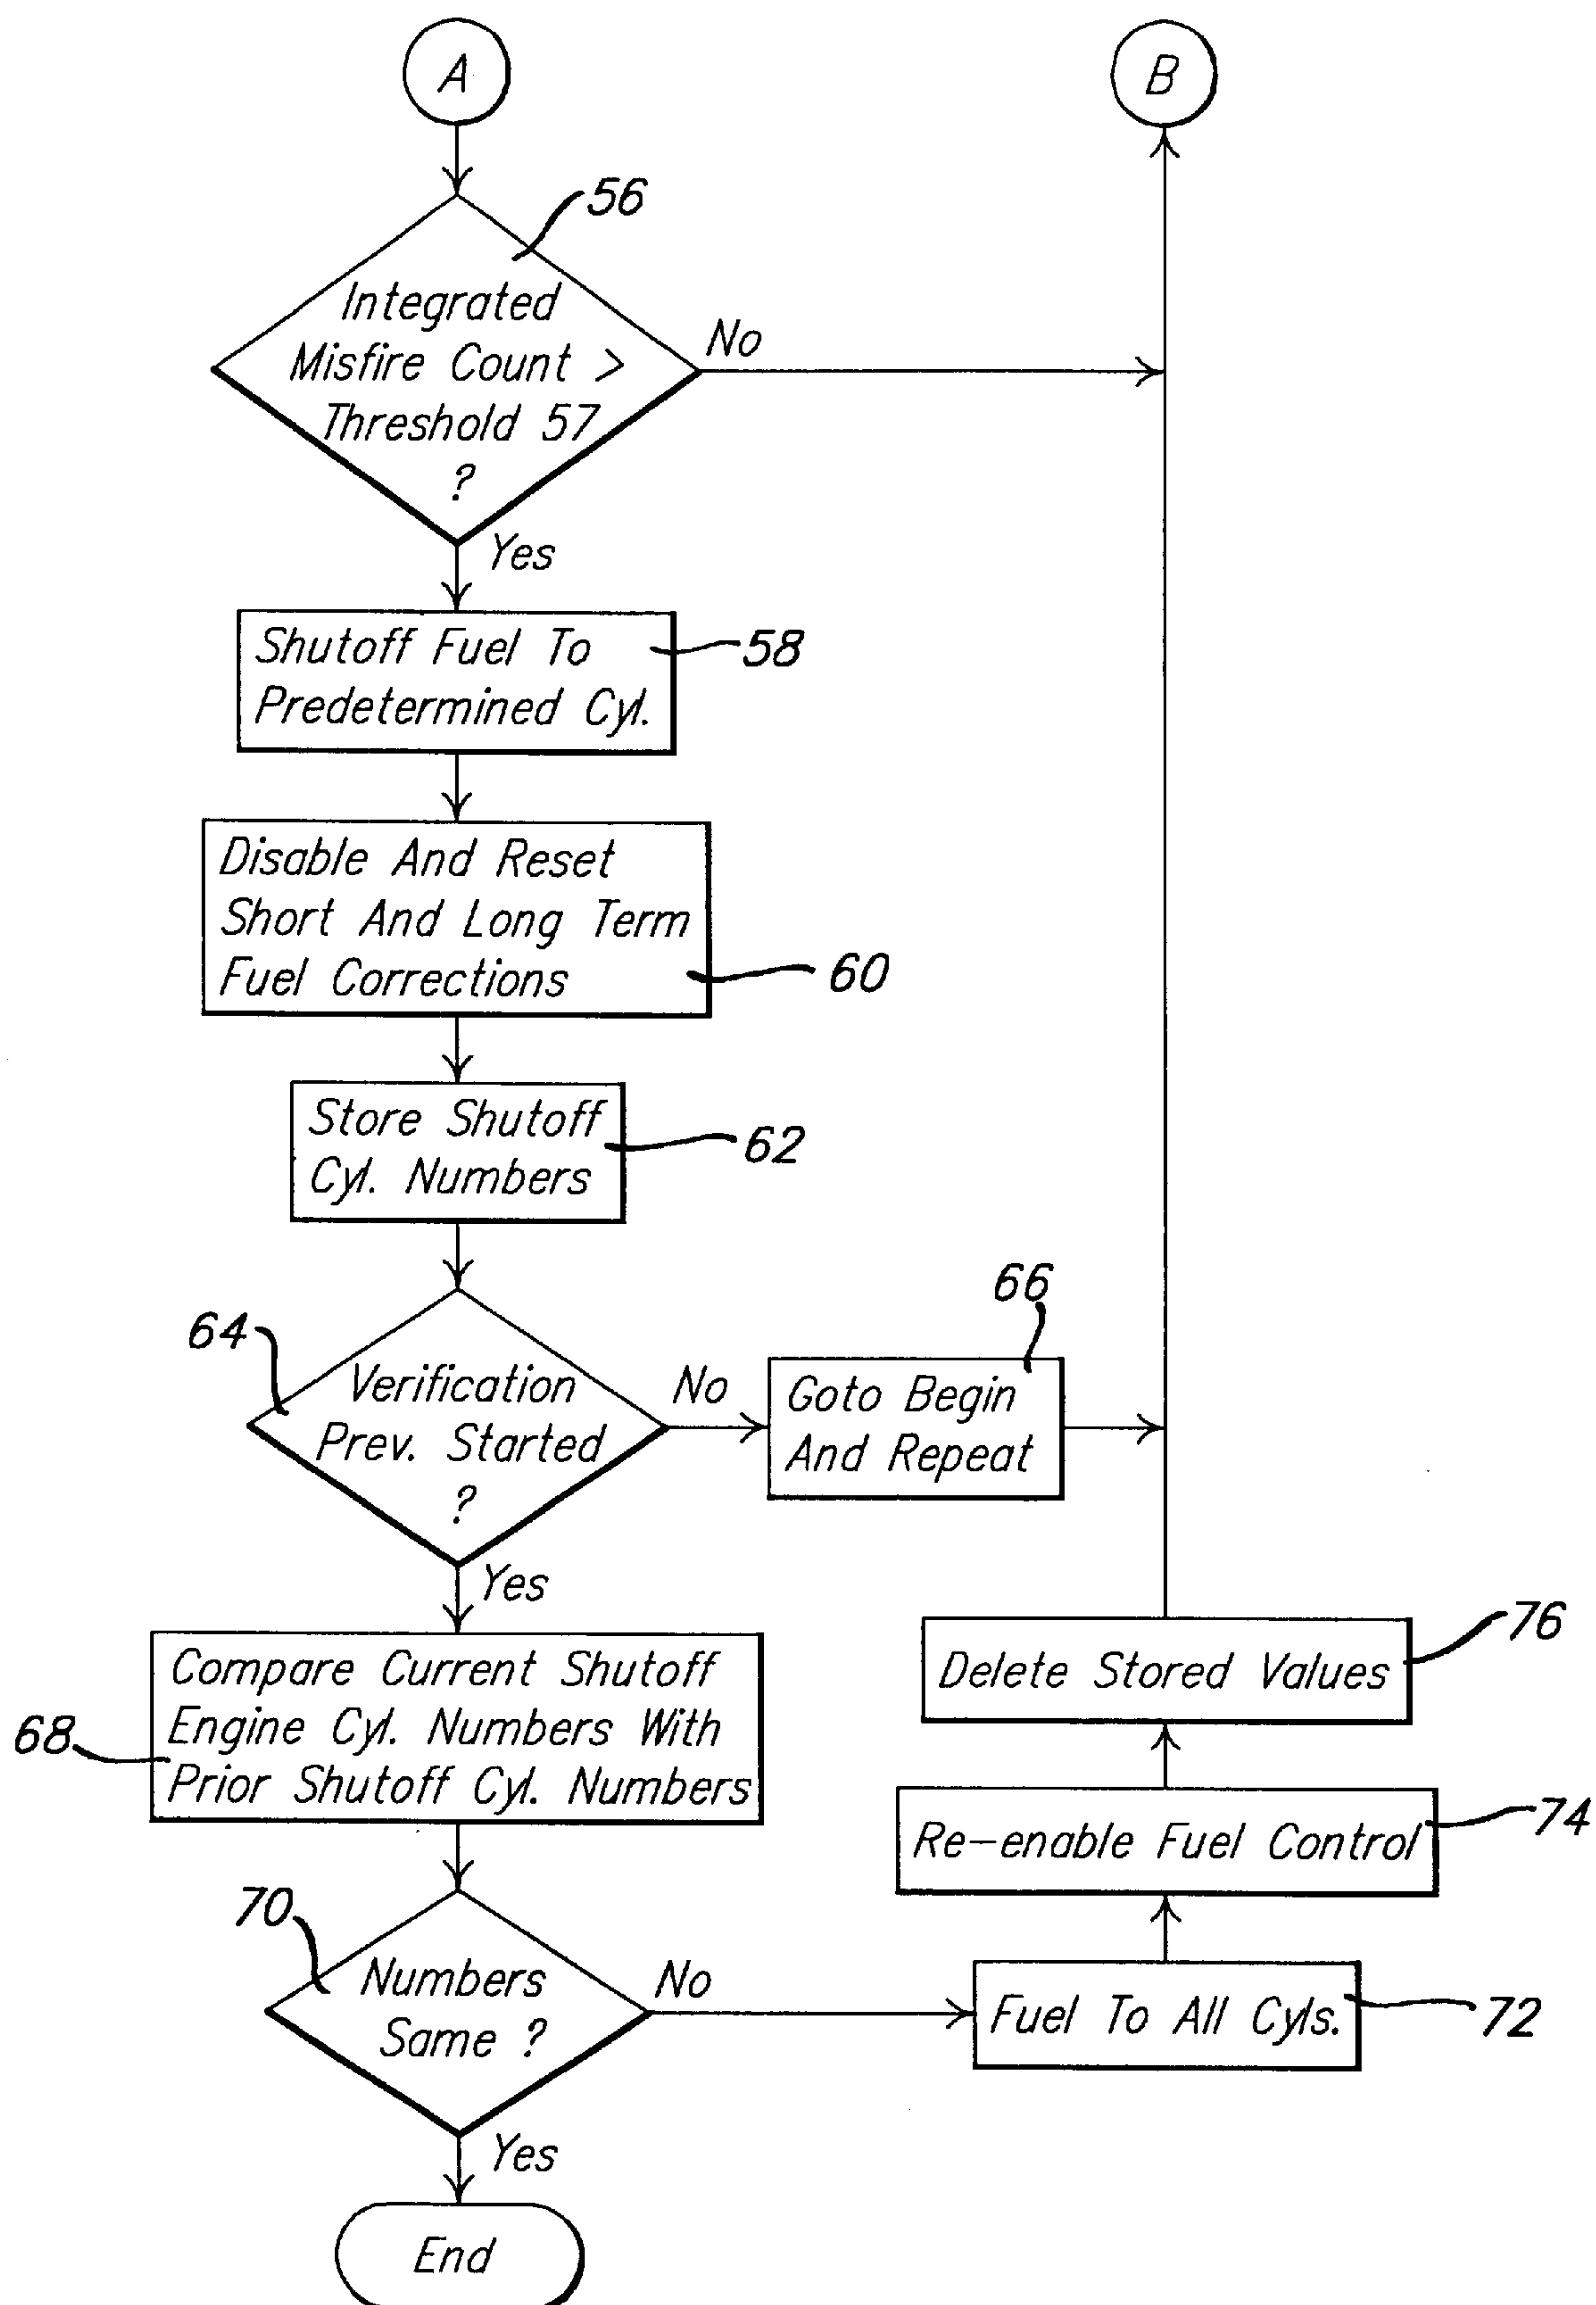 A
B
56
Integrated
Misfire Count >
Threshold 57
?
No
Yes
Shutoff Fuel To
Predetermined Cyl.
58
Disable And Reset
Short And Long Term
Fuel Corrections
60
Store Shutoff
Cyl. Numbers
62
64
Verification
Prev. Started
?
No
66
Goto Begin
And Repeat
Yes
68
Compare Current Shutoff
Engine Cyl. Numbers With
Prior Shutoff Cyl. Numbers
76
Delete Stored Values
74
Re-enable Fuel Control
70
Numbers
Same ?
No
Fuel To All Cyls.
72
Yes
End